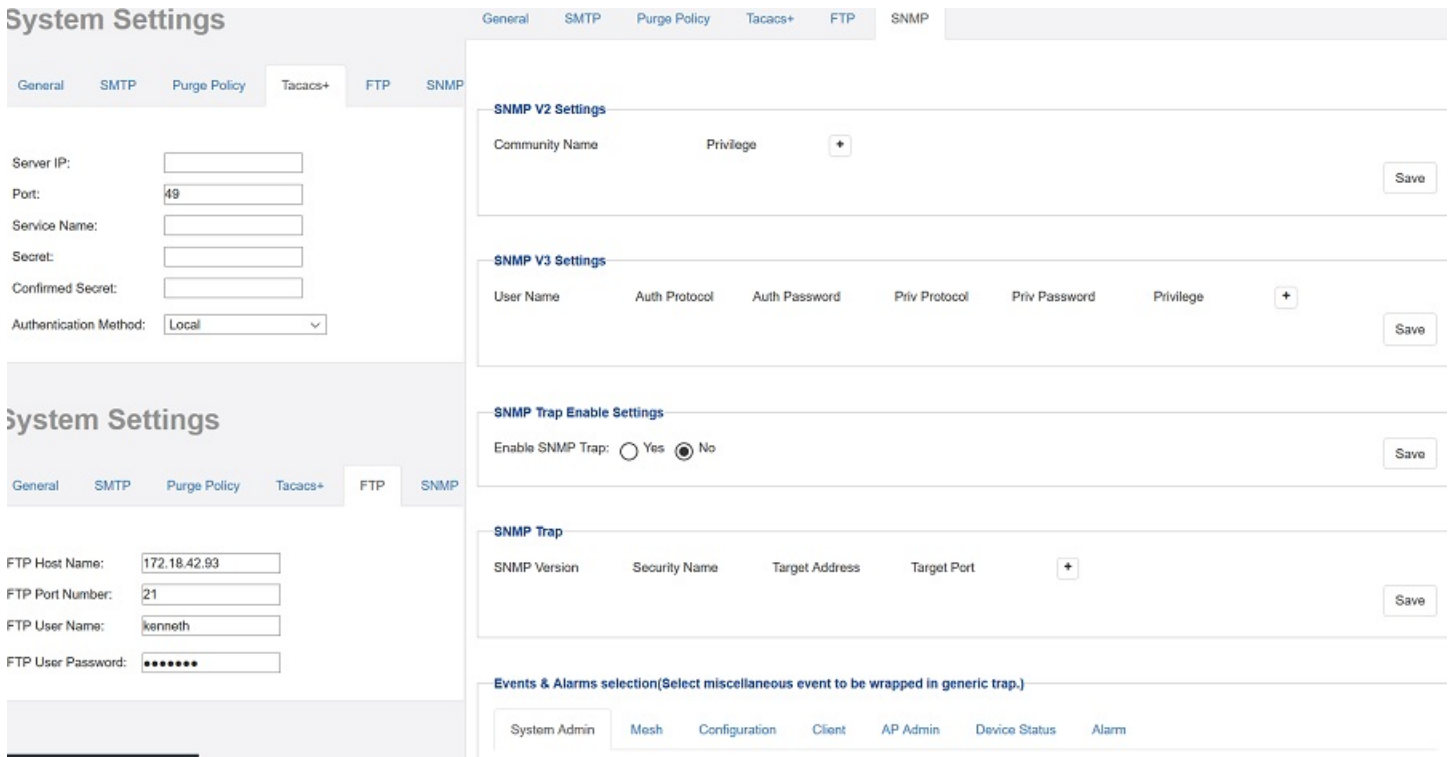 System Settings
General SMTP Purge Policy Tacacs+ FTP SNMP
Server IP:
Port: 49
Service Name:
Secret:
Confirmed Secret:
Authentication Method: Local
System Settings
General SMTP Purge Policy Tacacs+ FTP SNMP
FTP Host Name: 172.18.42.93
FTP Port Number: 21
FTP User Name: kenneth
FTP User Password: •••••••
General SMTP Purge Policy Tacacs+ FTP SNMP
SNMP V2 Settings
Community Name Privilege +
Save
SNMP V3 Settings
User Name Auth Protocol Auth Password Priv Protocol Priv Password Privilege +
Save
SNMP Trap Enable Settings
Enable SNMP Trap: Yes No
Save
SNMP Trap
SNMP Version Security Name Target Address Target Port +
Save
Events & Alarms selection(Select miscellaneous event to be wrapped in generic trap.)
System Admin Mesh Configuration Client AP Admin Device Status Alarm